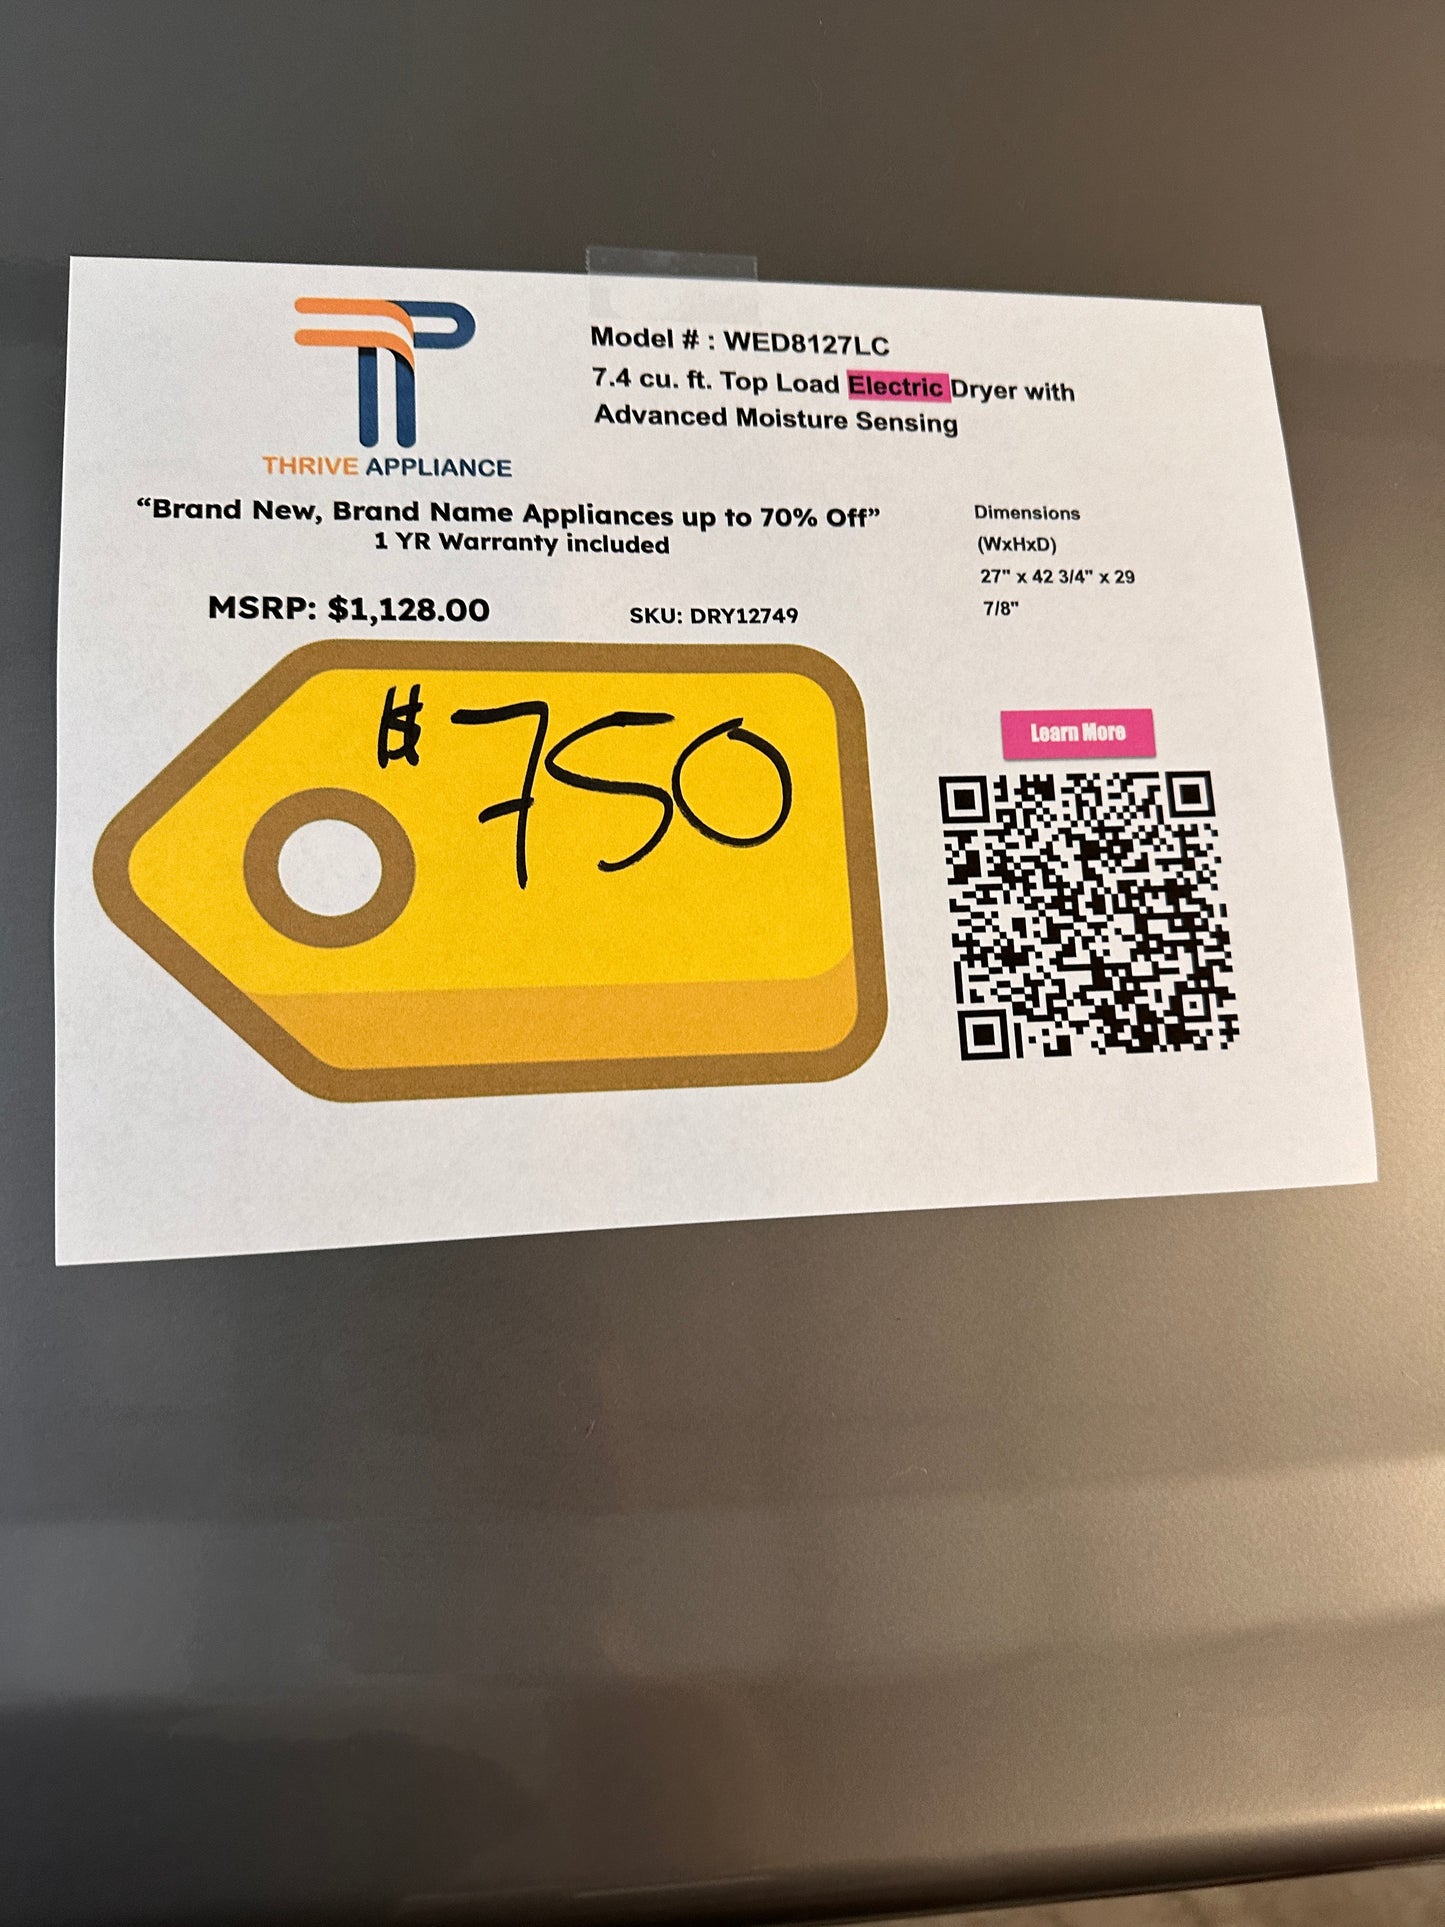 THRIVE APPLIANCE
Model # : WED8127LC
7.4 cu. ft. Top Load Electric Dryer with
Advanced Moisture Sensing
“Brand New, Brand Name Appliances up to 70% Off”
1 YR Warranty included
Dimensions
(WxHxD)
27" x 42 3/4" x 29
7/8"
MSRP: $1,128.00
SKU: DRY12749
$750
Learn More